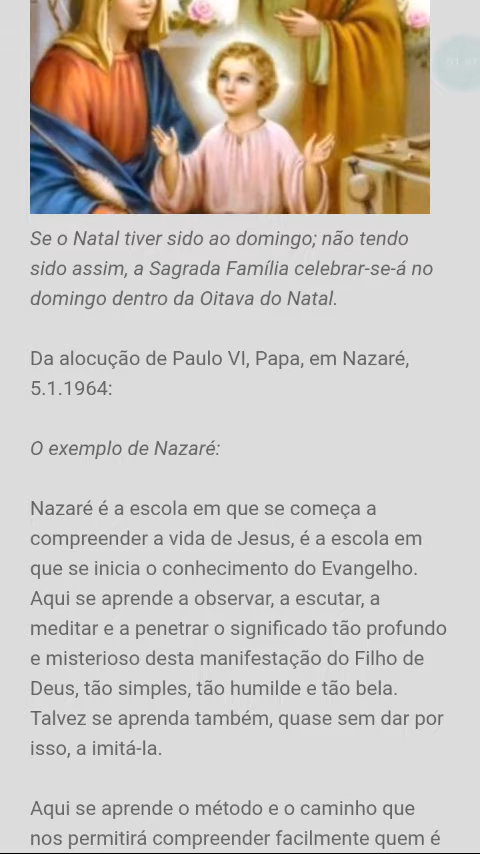 Se o Natal tiver sido ao domingo; não tendo
sido assim, a Sagrada Família celebrar-se-á no
domingo dentro da Oitava do Natal.
Da alocução de Paulo VI, Papa, em Nazaré,
5.1.1964:
O exemplo de Nazaré:
Nazaré é a escola em que se começa a
compreender a vida de Jesus, é a escola em
que se inicia o conhecimento do Evangelho.
Aqui se aprende a observar, a escutar, a
meditar e a penetrar o significado tão profundo
e misterioso desta manifestação do Filho de
Deus, tão simples, tão humilde e tão bela.
Talvez se aprenda também, quase sem dar por
isso, a imitá-la.
Aqui se aprende o método e o caminho que
nos permitirá compreender facilmente quem é